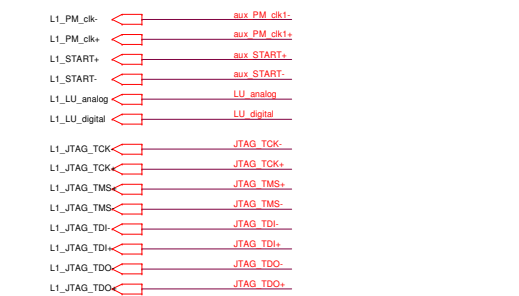 L1_PM_clk- aux_PM_clk1-
L1_PM_clk+ aux_PM_clk1+
L1_START+ aux_START+
L1_START- aux_START-
L1_LU_analog LU_analog
L1_LU_digital LU_digital
L1_JTAG_TCK- JTAG_TCK-
L1_JTAG_TCK+ JTAG_TCK+
L1_JTAG_TMS+ JTAG_TMS+
L1_JTAG_TMS- JTAG_TMS-
L1_JTAG_TDI- JTAG_TDI-
L1_JTAG_TDI+ JTAG_TDI+
L1_JTAG_TDO- JTAG_TDO-
L1_JTAG_TDO+ JTAG_TDO+